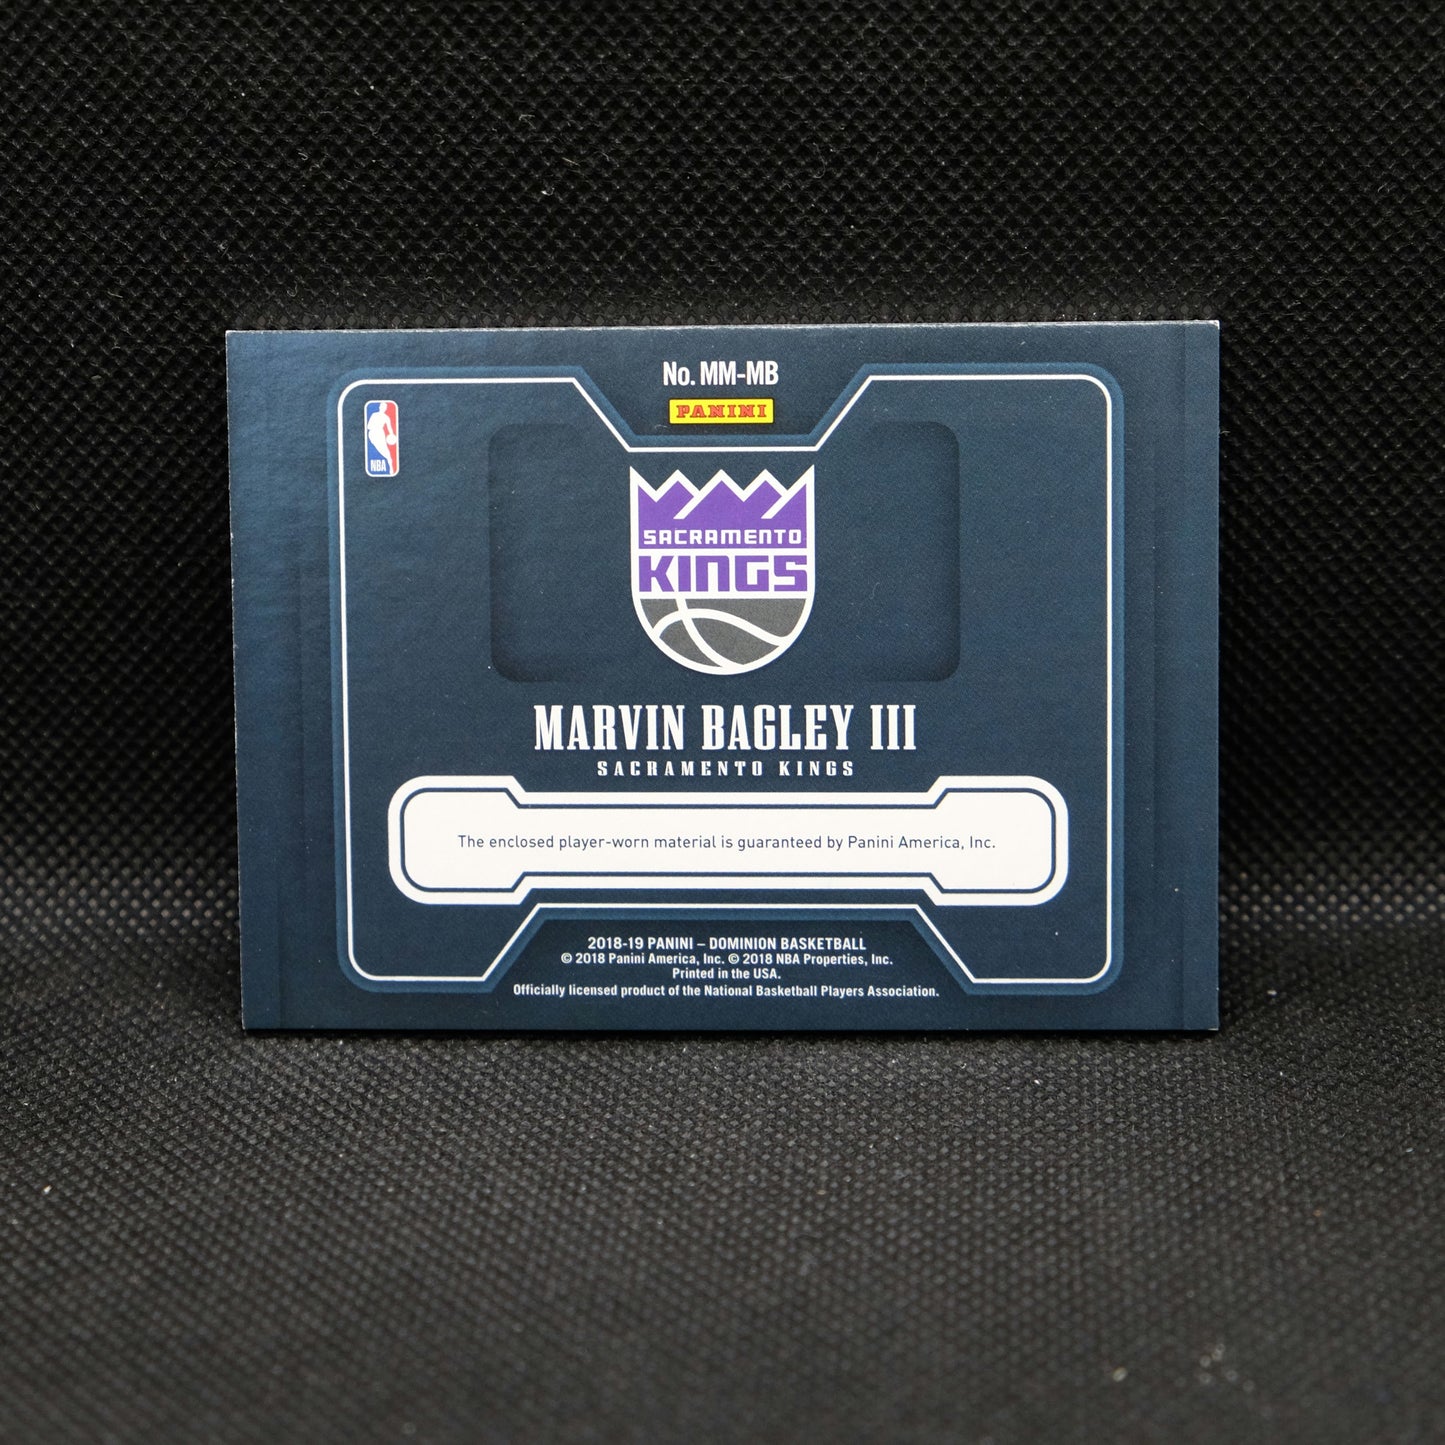 No. MM-MB
PANINI
NBA
SACRAMENTO
KINGS
MARVIN BAGLEY III
SACRAMENTO KINGS
The enclosed player-worn material is guaranteed by Panini America, Inc.
2018-19 PANINI – DOMINION BASKETBALL
© 2018 Panini America, Inc. © 2018 NBA Properties, Inc.
Printed in the USA.
Officially licensed product of the National Basketball Players Association.